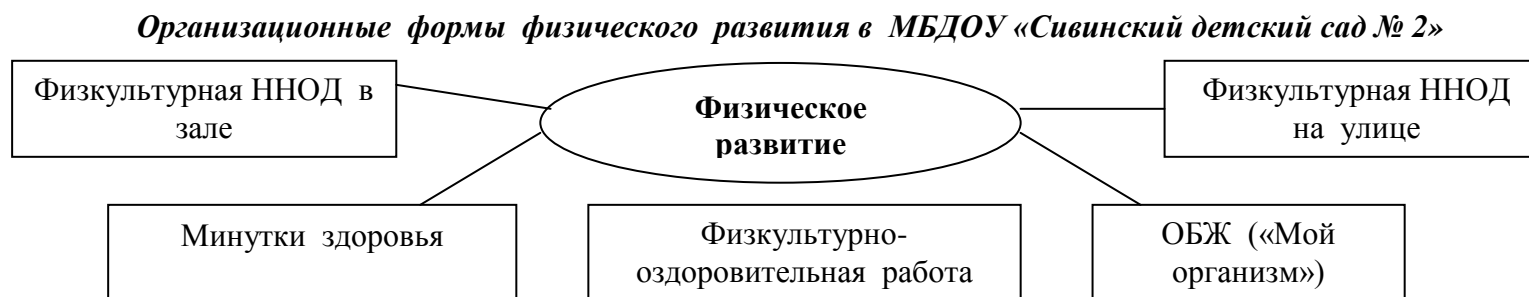 Организационные формы физического развития в МБДОУ «Сивинский детский сад № 2»
Физкультурная ННОД в
зале
Физическое
развитие
Физкультурная ННОД
на улице
Минутки здоровья
Физкультурно-
оздоровительная работа
ОБЖ («Мой
организм»)